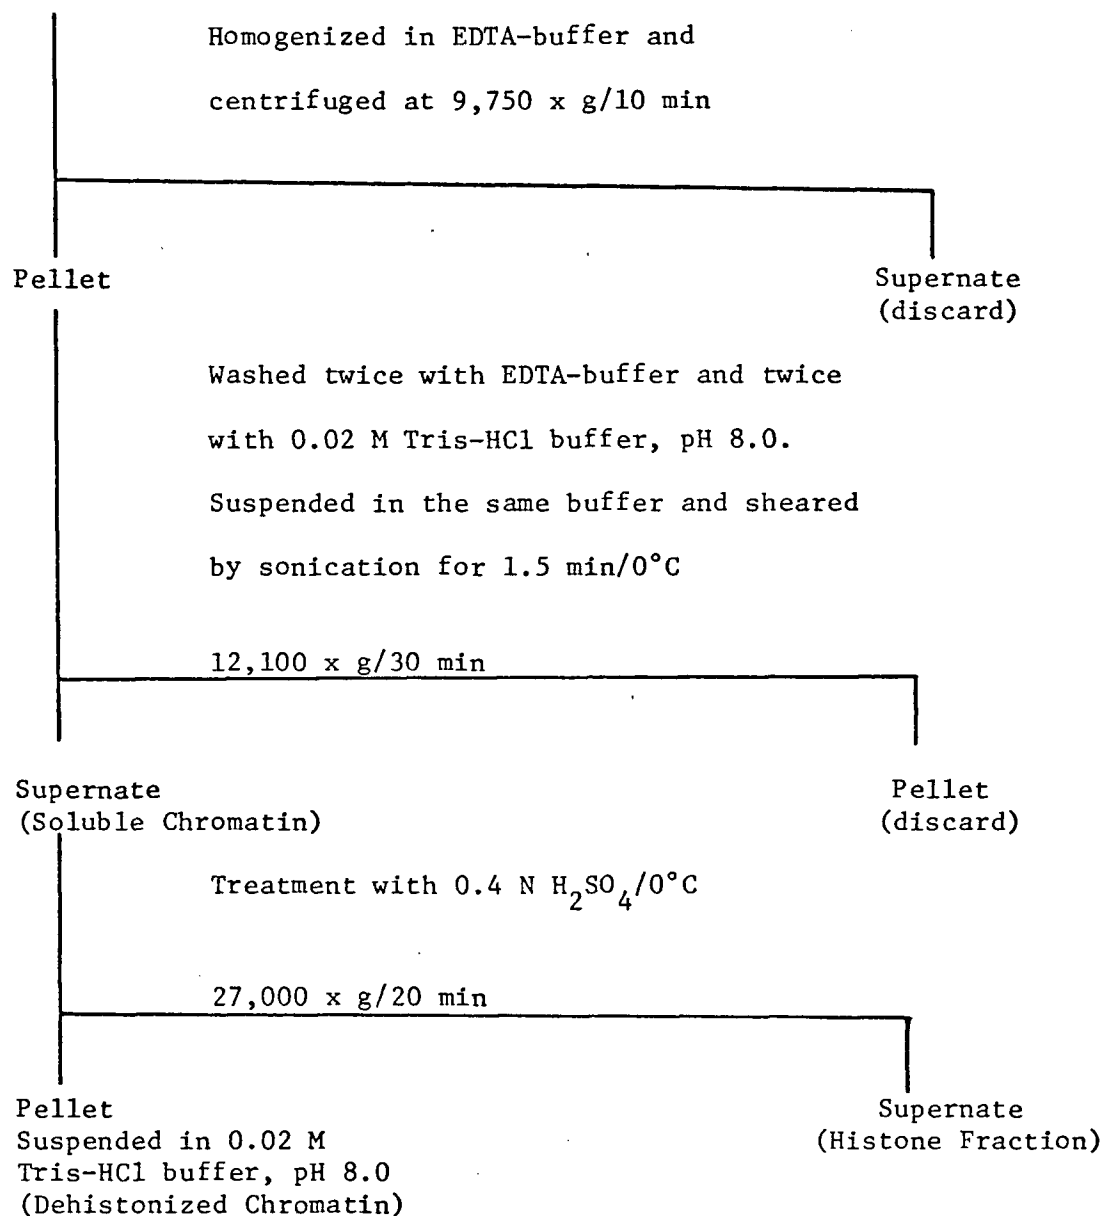 Homogenized in EDTA-buffer and
centrifuged at 9,750 x g/10 min
Pellet
Supernate
(discard)
Washed twice with EDTA-buffer and twice
with 0.02 M Tris-HCl buffer, pH 8.0.
Suspended in the same buffer and sheared
by sonication for 1.5 min/0°C
12,100 x g/30 min
Supernate
(Soluble Chromatin)
Pellet
(discard)
Treatment with 0.4 N H₂SO₄/0°C
27,000 x g/20 min
Pellet
Suspended in 0.02 M
Tris-HCl buffer, pH 8.0
(Dehistonized Chromatin)
Supernate
(Histone Fraction)